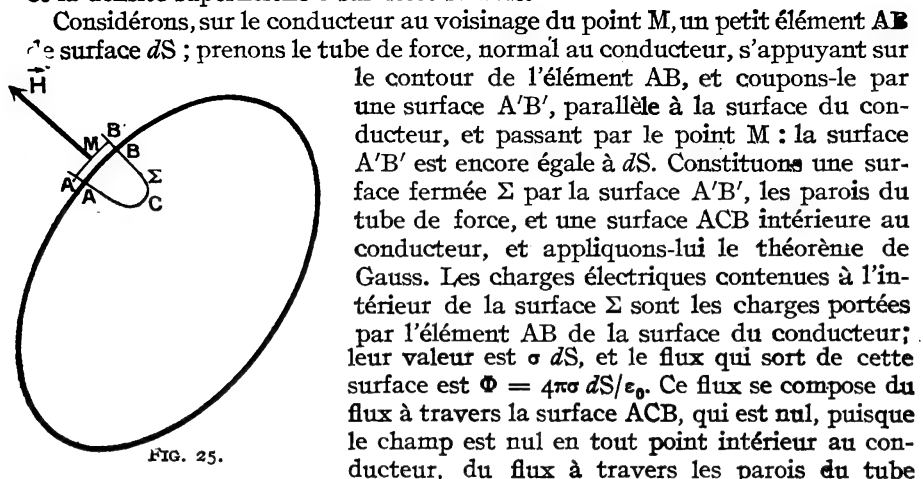 Considérons, sur le conducteur au voisinage du point M, un petit élément AB
de surface dS ; prenons le tube de force, normal au conducteur, s'appuyant sur
le contour de l'élément AB, et coupons-le par
une surface A'B', parallèle à la surface du con-
ducteur, et passant par le point M : la surface
A'B' est encore égale à dS. Constituons une sur-
face fermée Σ par la surface A'B', les parois du
tube de force, et une surface ACB intérieure au
conducteur, et appliquons-lui le théorème de
Gauss. Les charges électriques contenues à l'in-
térieur de la surface Σ sont les charges portées
par l'élément AB de la surface du conducteur;
leur valeur est σ dS, et le flux qui sort de cette
surface est Φ = 4πσ dS/ε₀. Ce flux se compose du
flux à travers la surface ACB, qui est nul, puisque
le champ est nul en tout point intérieur au con-
ducteur, du flux à travers les parois du tube
H
M
B'
B
A'
A
Σ
C
FIG. 25.